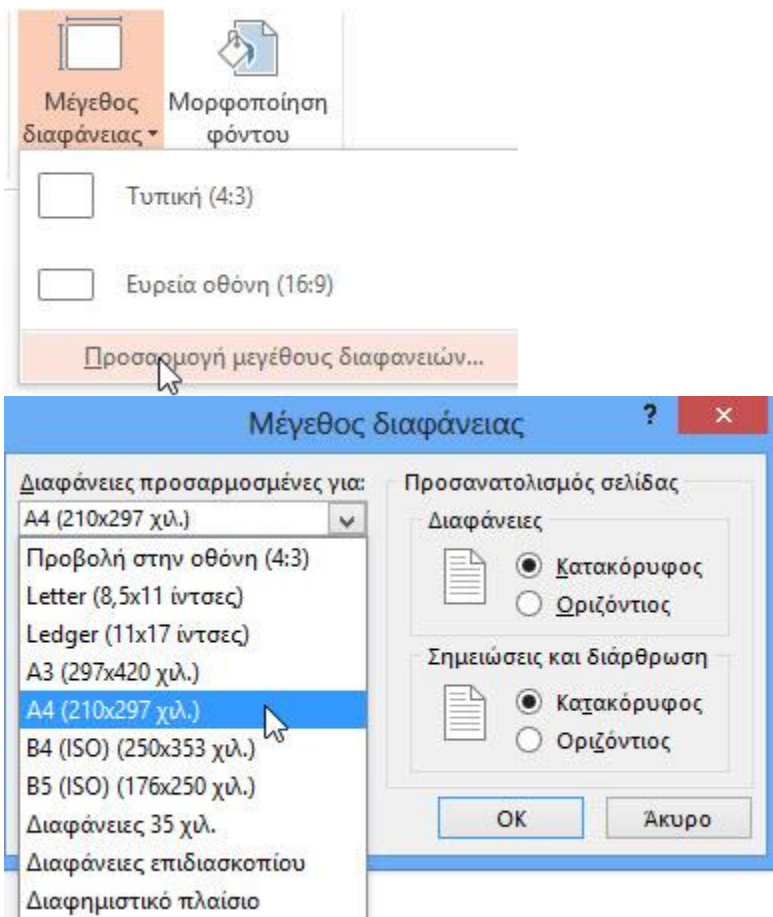 Μέγεθος διαφάνειας
Μορφοποίηση φόντου
Τυπική (4:3)
Ευρεία οθόνη (16:9)
Προσαρμογή μεγέθους διαφανειών...
Μέγεθος διαφάνειας
?
Διαφάνειες προσαρμοσμένες για:
A4 (210x297 χιλ.)
Προβολή στην οθόνη (4:3)
Letter (8,5x11 ίντσες)
Ledger (11x17 ίντσες)
A3 (297x420 χιλ.)
A4 (210x297 χιλ.)
B4 (ISO) (250x353 χιλ.)
B5 (ISO) (176x250 χιλ.)
Διαφάνειες 35 χιλ.
Διαφάνειες επιδιασκοπίου
Διαφημιστικό πλαίσιο
Προσανατολισμός σελίδας
Διαφάνειες
Κατακόρυφος
Οριζόντιος
Σημειώσεις και διάρθρωση
Κατακόρυφος
Οριζόντιος
OK
Άκυρο